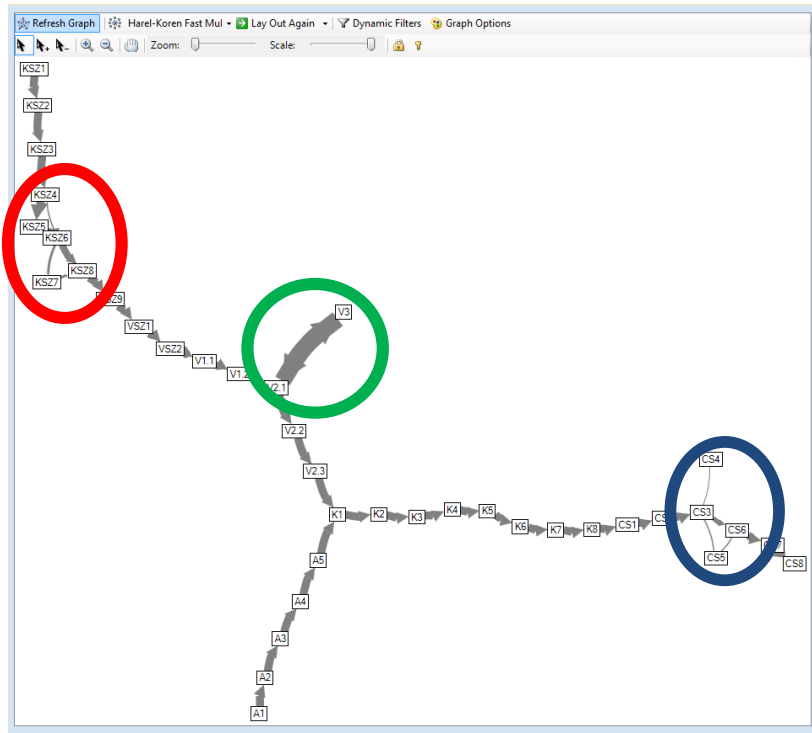 Refresh Graph Harel-Koren Fast Mul Lay Out Again Dynamic Filters Graph Options
Zoom: Scale:
KSZ1
KSZ2
KSZ3
KSZ4
KSZ5
KSZ6
KSZ8
KSZ7
KSZ9
V3
VSZ1
VSZ2
V1.1
V1.2
V2.1
V2.2
V2.3
CS4
K1
K2
K3
K4
K5
K6
K7
K8
CS1
CS3
CS6
CS5
CS8
A5
A4
A3
A2
A1